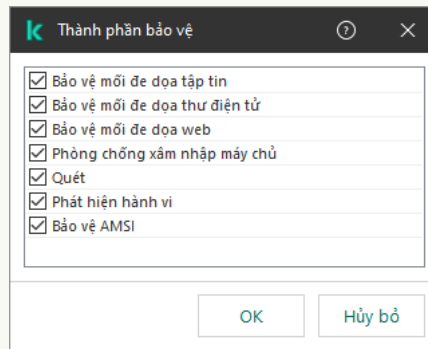 Thành phần bảo vệ
Bảo vệ mối đe dọa tập tin
Bảo vệ mối đe dọa thư điện tử
Bảo vệ mối đe dọa web
Phòng chống xâm nhập máy chủ
Quét
Phát hiện hành vi
Bảo vệ AMSI
OK Hủy bỏ